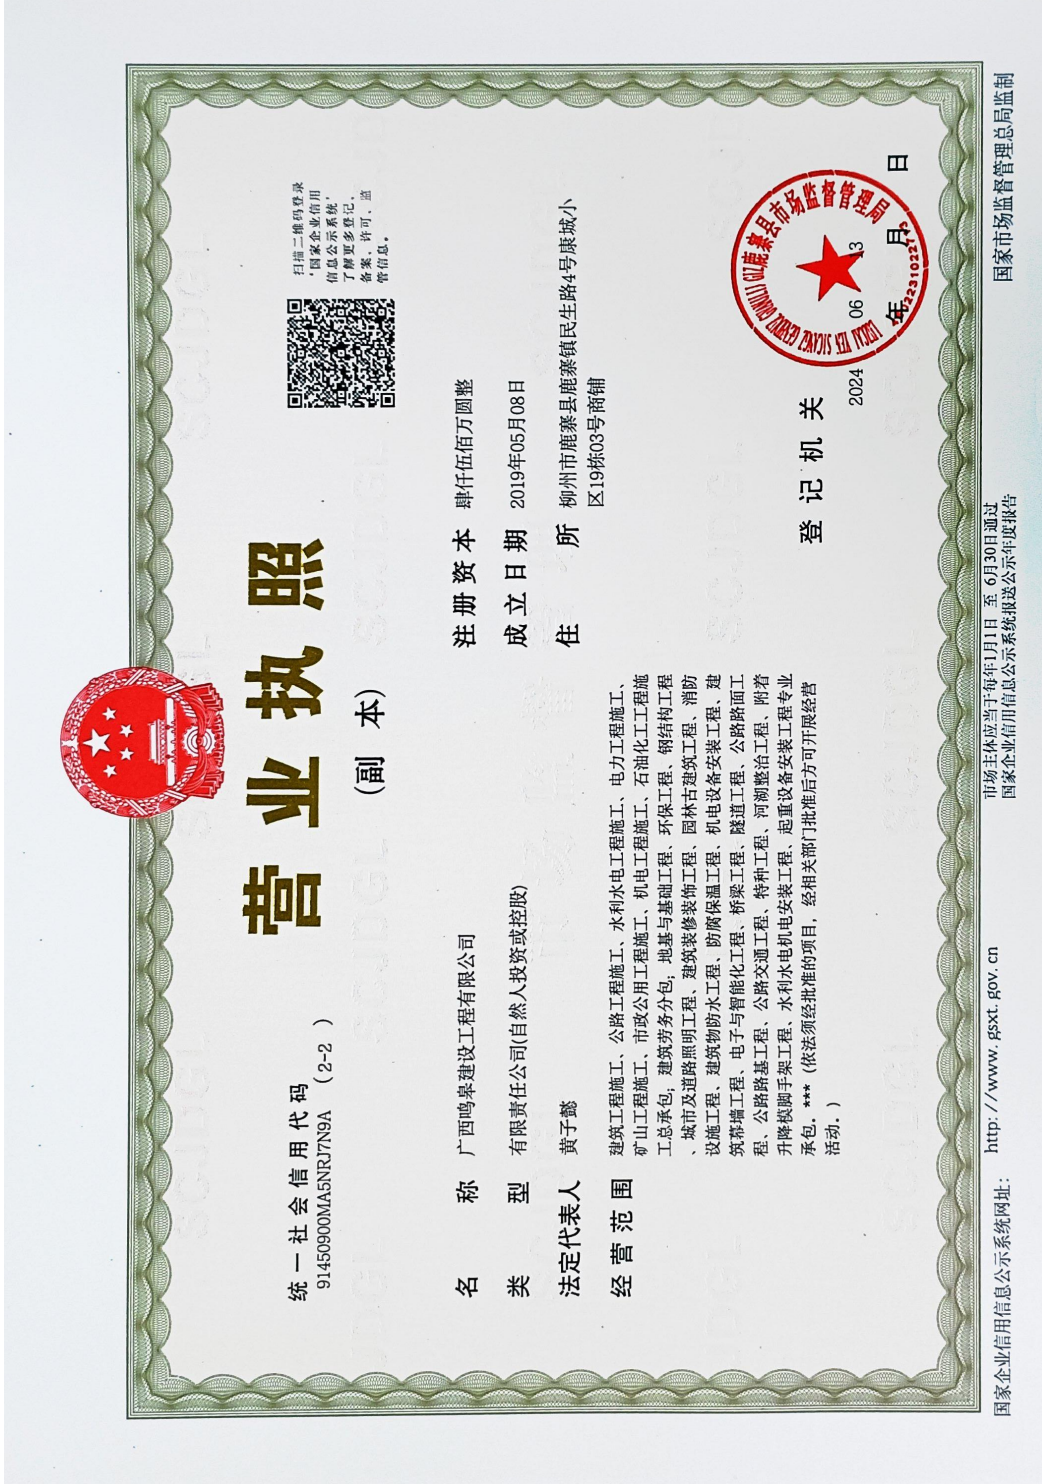 营业执照
(副 本)
统一社会信用代码
91450900MA5NRJ7N9A (2-2)
扫描二维码登录
'国家企业信用
信息公示系统'
了解更多登记、
备案、许可、监
管信息。
名 称 广西鸣皋建设工程有限公司
类 型 有限责任公司(自然人投资或控股)
法定代表人 黄子懿
经营范围 建筑工程施工、公路工程施工、水利水电工程施工、电力工程施工、
矿山工程施工、市政公用工程施工、机电工程施工、石油化工工程施
工总承包;建筑劳务分包;地基与基础工程、环保工程、钢结构工程
、城市及道路照明工程、建筑装修装饰工程、园林古建筑工程、消防
设施工程、建筑物防水工程、防腐保温工程、机电设备安装工程、建
筑幕墙工程、电子与智能化工程、桥梁工程、隧道工程、公路路面工
程、公路路基工程、公路交通工程、特种工程、河湖整治工程、附着
升降模脚手架工程、水利水电机电安装工程、起重设备安装工程专业
承包。***(依法须经批准的项目，经相关部门批准后方可开展经营
活动。)
注册资本 肆仟伍佰万圆整
成立日期 2019年05月08日
住 所 柳州市鹿寨县鹿寨镇民生路4号康城小
区19栋03号商铺
登记机关
鹿寨县市场监督管理局
2024 06 13
年 月 日
国家企业信用信息公示系统网址: http://www.gsxt.gov.cn
市场主体应当于每年1月1日 至 6月30日通过
国家企业信用信息公示系统报送公示年度报告
国家市场监督管理总局监制